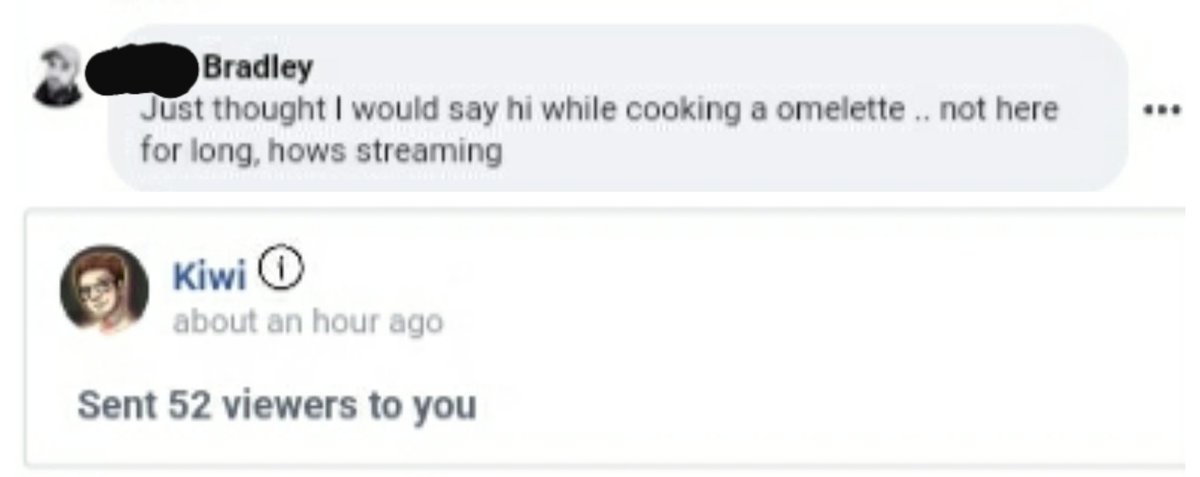 Bradley
Just thought I would say hi while cooking a omelette .. not here
for long, hows streaming
Kiwi
about an hour ago
Sent 52 viewers to you